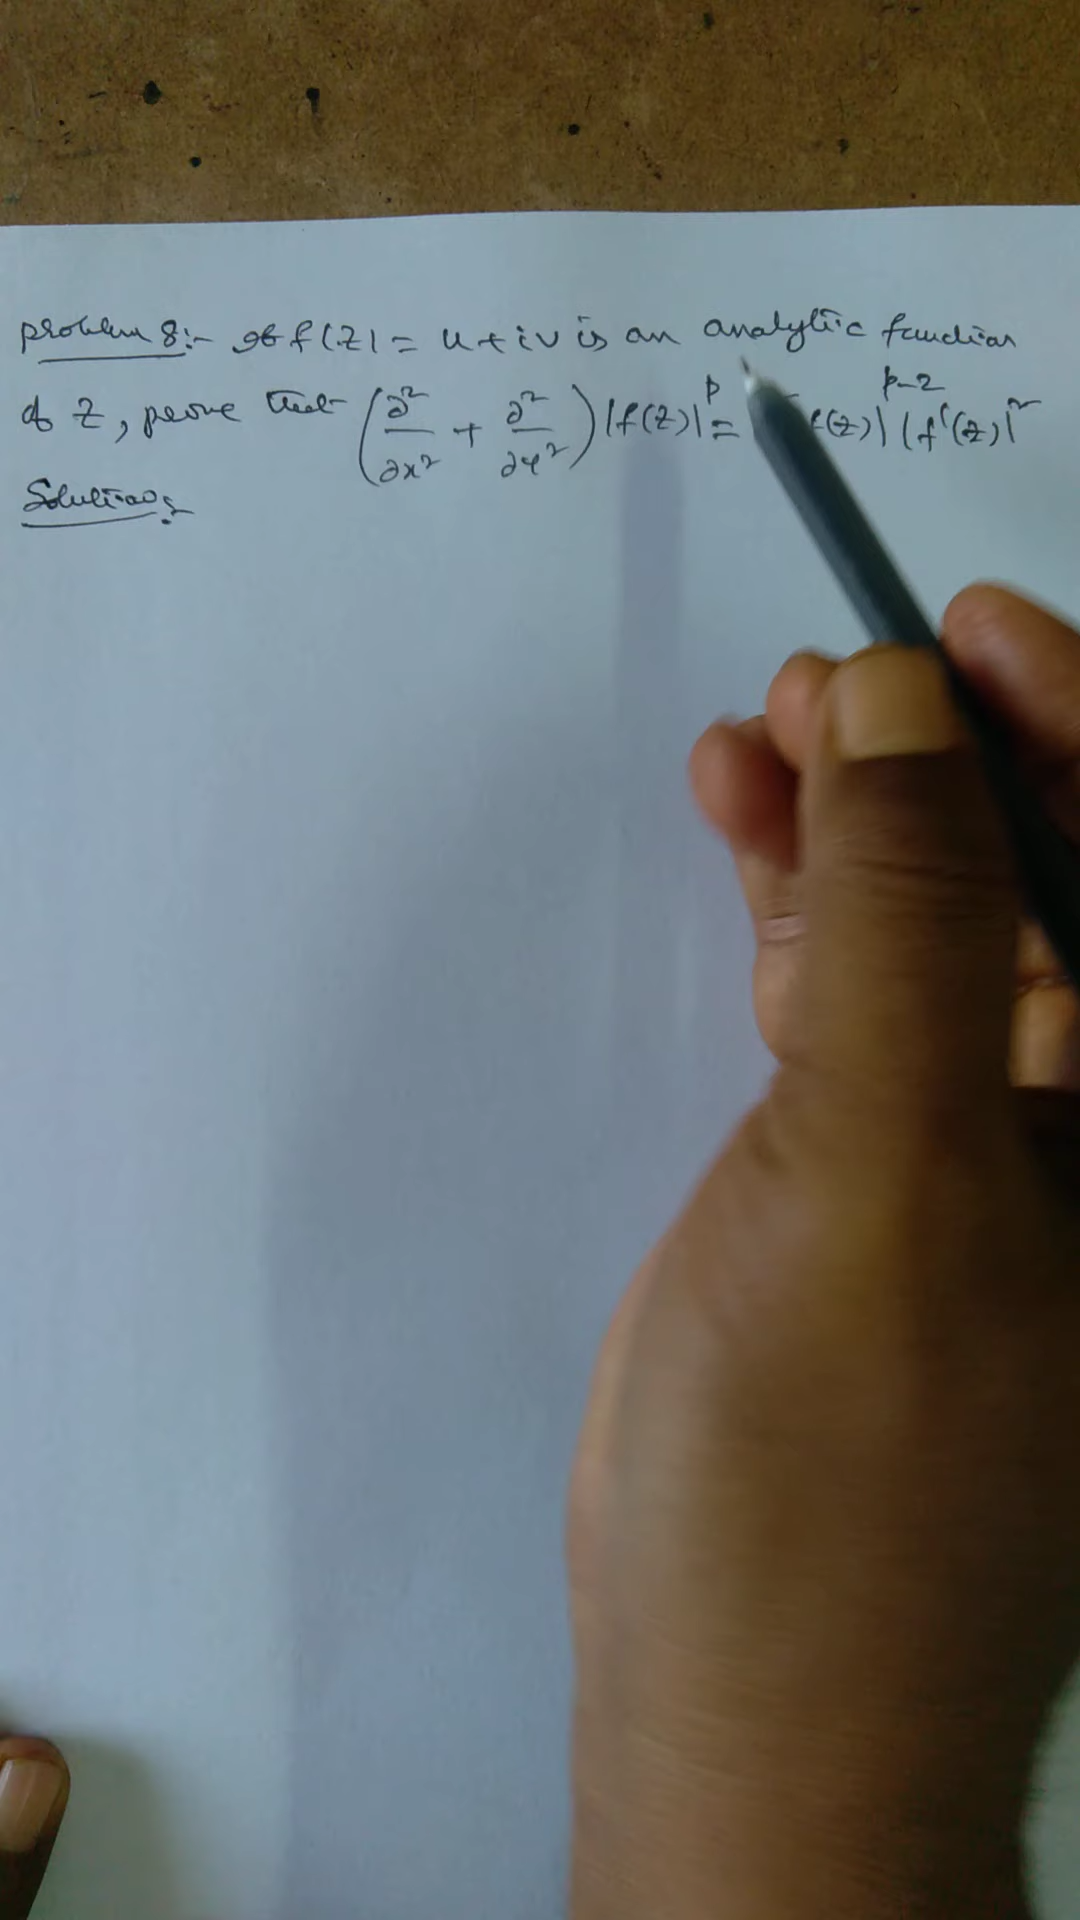 problem 8:- If f(z) = u + iv is an analytic function
of z, prove that (∂²/∂x² + ∂²/∂y²) |f(z)|^p = f(z)|^p-2 |f'(z)|²
Solution: